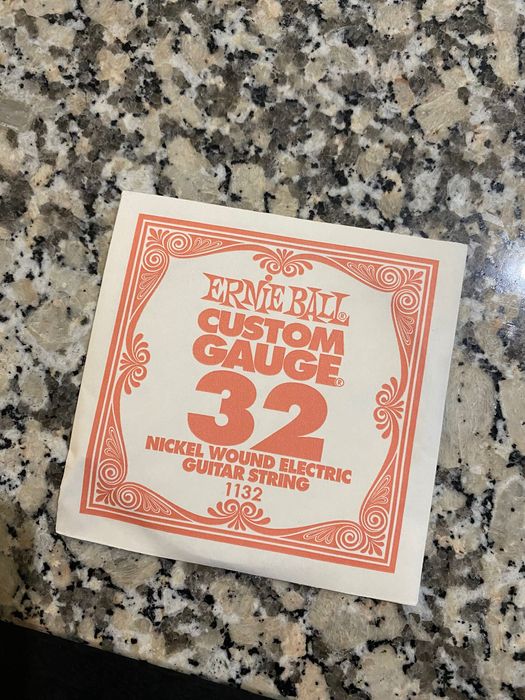 ERNIE BALL®
CUSTOM
GAUGE®
32
NICKEL WOUND ELECTRIC
GUITAR STRING
1132